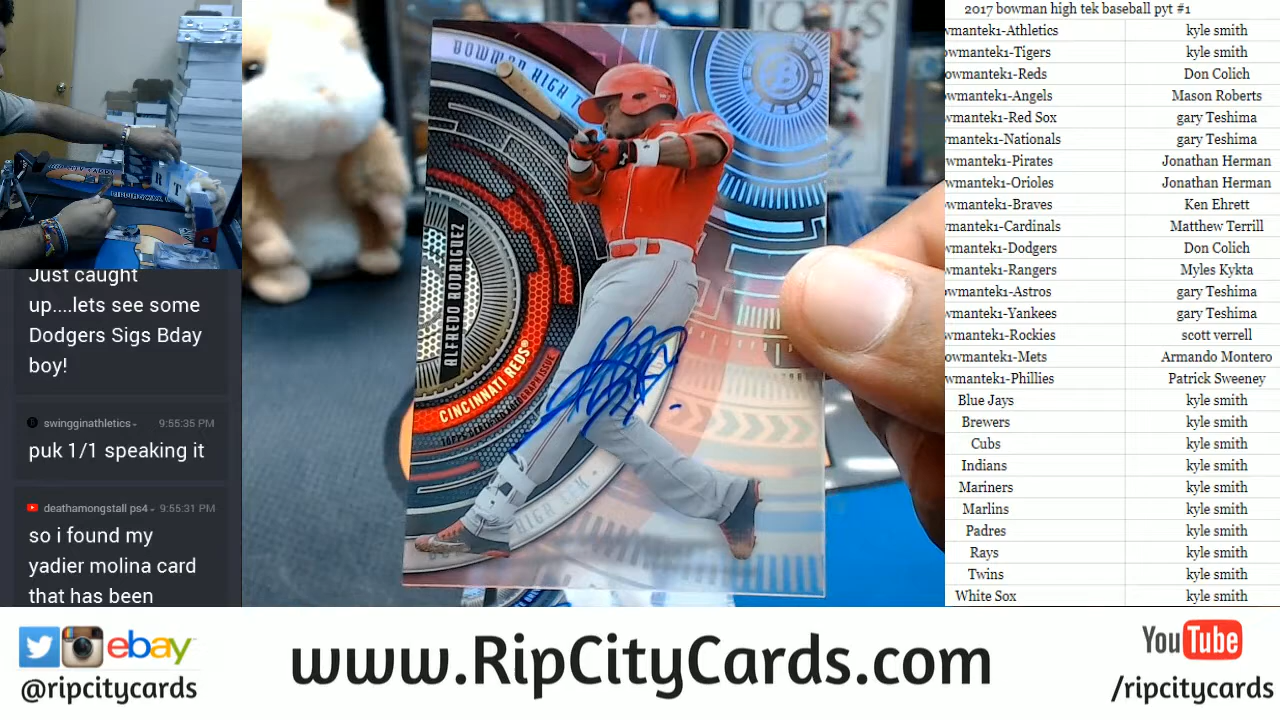 Just caught
up....lets see some
Dodgers Sigs Bday
boy!
swingginathletics
9:55:35 PM
puk 1/1 speaking it
deathamongstall ps4
9:55:31 PM
so i found my
yadier molina card
that has been
BOWMAN HIGH T
ALFREDO RODRIGUEZ
CINCINNATI REDS®
AUTOGRAPH ISSUE
2017 bowman high tek baseball pyt #1
wmantek1-Athletics kyle smith
owmantek1-Tigers kyle smith
owmantek1-Reds Don Colich
owmantek1-Angels Mason Roberts
wmantek1-Red Sox gary Teshima
wmantek1-Nationals gary Teshima
owmantek1-Pirates Jonathan Herman
owmantek1-Orioles Jonathan Herman
owmantek1-Braves Ken Ehrett
wmantek1-Cardinals Matthew Terrill
owmantek1-Dodgers Don Colich
wmantek1-Rangers Myles Kykta
owmantek1-Astros gary Teshima
owmantek1-Yankees gary Teshima
wmantek1-Rockies scott verrell
owmantek1-Mets Armando Montero
wmantek1-Phillies Patrick Sweeney
Blue Jays kyle smith
Brewers kyle smith
Cubs kyle smith
Indians kyle smith
Mariners kyle smith
Marlins kyle smith
Padres kyle smith
Rays kyle smith
Twins kyle smith
White Sox kyle smith
ebay
@ripcitycards
www.RipCityCards.com
YouTube
/ripcitycards